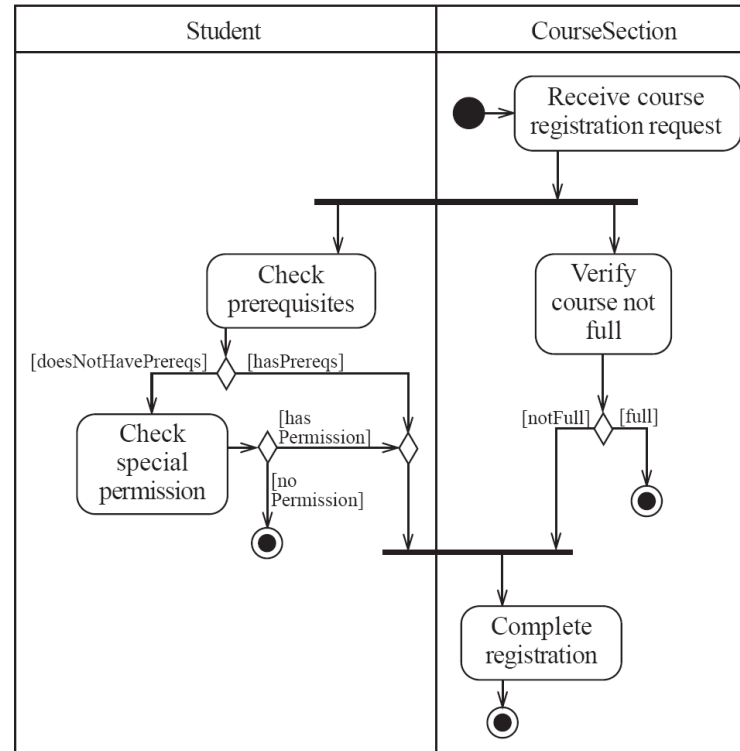 Student
CourseSection
Receive course
registration request
Check
prerequisites
Verify
course not
full
[doesNotHavePrereqs]
[hasPrereqs]
[has
Permission]
[notFull]
[full]
Check
special
permission
[no
Permission]
Complete
registration